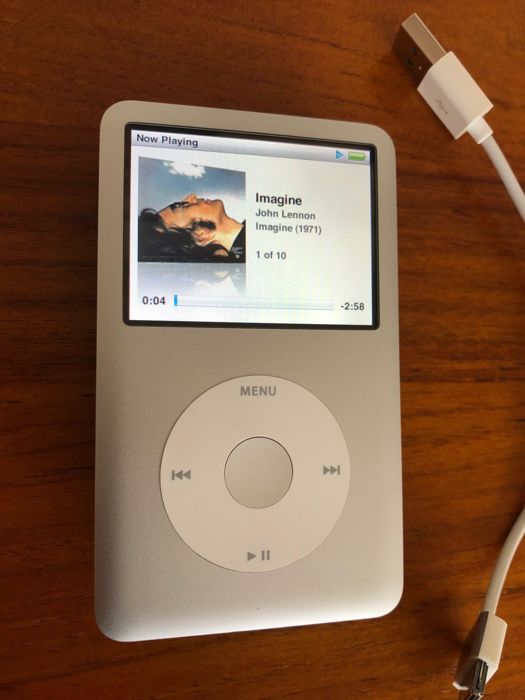 Now Playing
Imagine
John Lennon
Imagine (1971)
1 of 10
0:04
-2:58
MENU